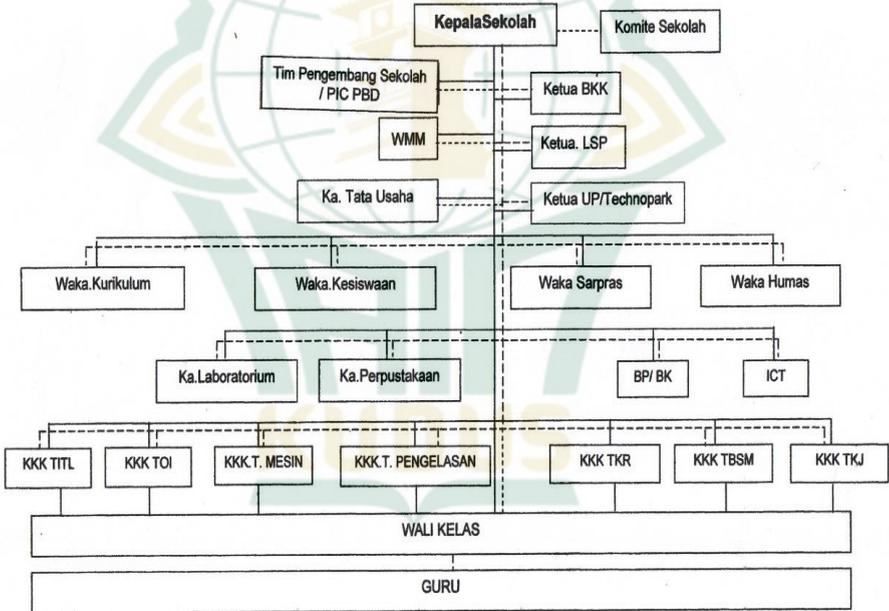 KepalaSekolah
Komite Sekolah
Tim Pengembang Sekolah
/ PIC PBD
Ketua BKK
WMM
Ketua. LSP
Ka. Tata Usaha
Ketua UP/Technopark
Waka.Kurikulum
Waka.Kesiswaan
Waka Sarpras
Waka Humas
Ka.Laboratorium
Ka.Perpustakaan
BP/ BK
ICT
KKK TITL
KKK TOI
KKK.T. MESIN
KKK.T. PENGELASAN
KKK TKR
KKK TBSM
KKK TKJ
WALI KELAS
GURU
KUDUS